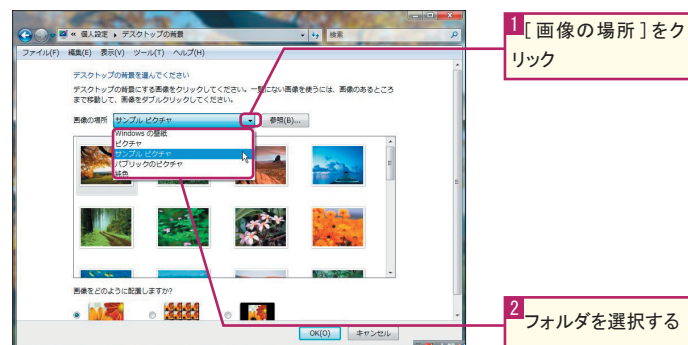 個人設定 ▸ デスクトップの背景
検索
ファイル(F) 編集(E) 表示(V) ツール(T) ヘルプ(H)
デスクトップの背景を選んでください
デスクトップの背景にする画像をクリックしてください。一覧にない画像を使うには、画像のあるところ
まで移動して、画像をダブルクリックしてください。
画像の場所 サンプル ピクチャ 参照(B)...
Windows の壁紙
ピクチャ
サンプル ピクチャ
パブリックのピクチャ
純色
画像をどのように配置しますか?
OK(O) キャンセル
1 [画像の場所]をク
リック
2 フォルダを選択する